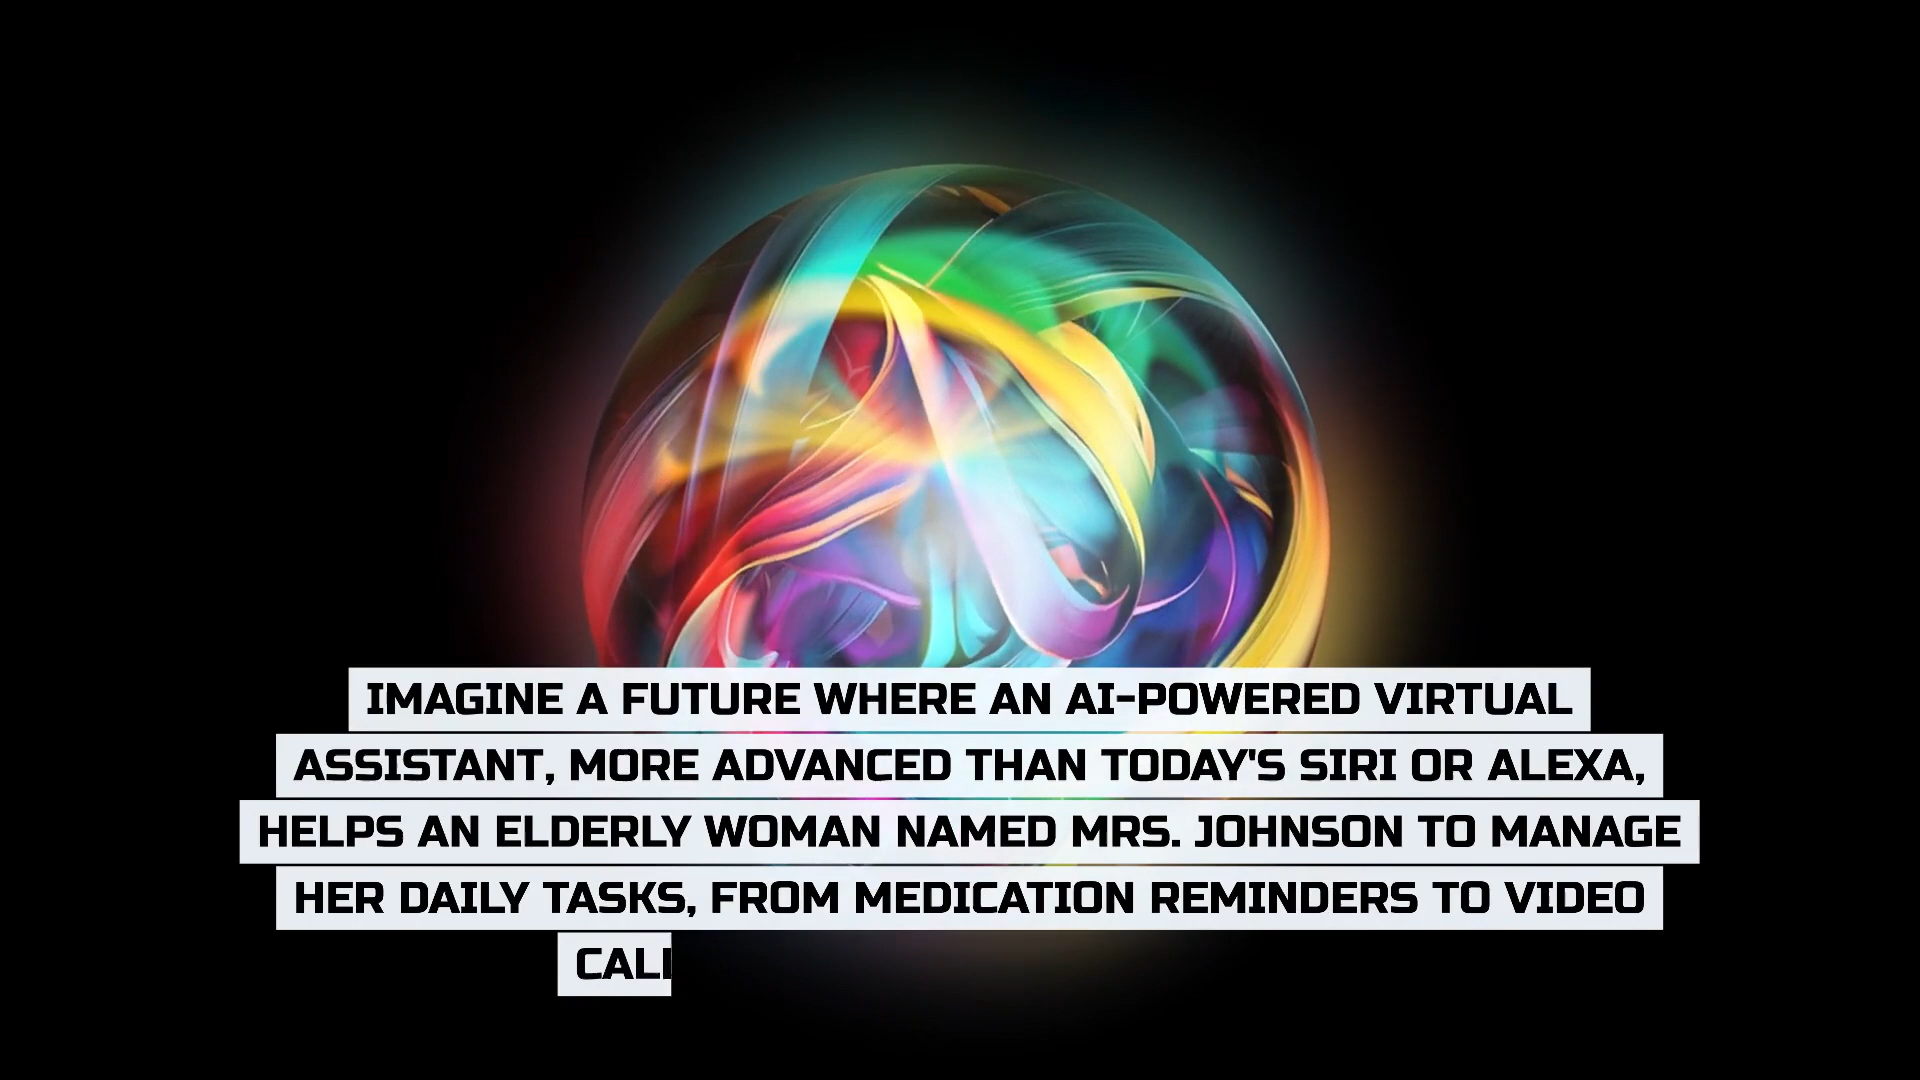 IMAGINE A FUTURE WHERE AN AI-POWERED VIRTUAL
ASSISTANT, MORE ADVANCED THAN TODAY'S SIRI OR ALEXA,
HELPS AN ELDERLY WOMAN NAMED MRS. JOHNSON TO MANAGE
HER DAILY TASKS, FROM MEDICATION REMINDERS TO VIDEO